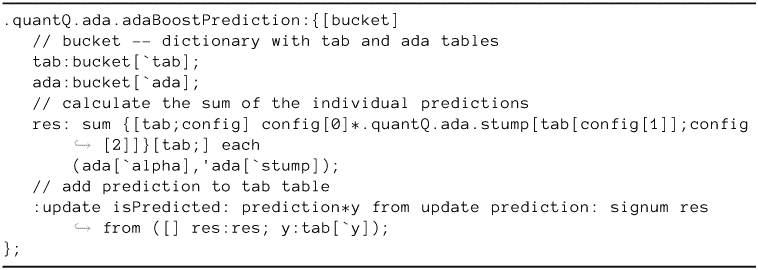 .quantQ.ada.adaBoostPrediction:{[bucket]
// bucket -- dictionary with tab and ada tables
tab:bucket[`tab];
ada:bucket[`ada];
// calculate the sum of the individual predictions
res: sum {[tab;config] config[0]*.quantQ.ada.stump[tab[config[1]];config
↪ [2]]}[tab;] each
(ada[`alpha],'ada[`stump]);
// add prediction to tab table
:update isPredicted: prediction*y from update prediction: signum res
↪ from ([] res:res; y:tab[`y]);
};